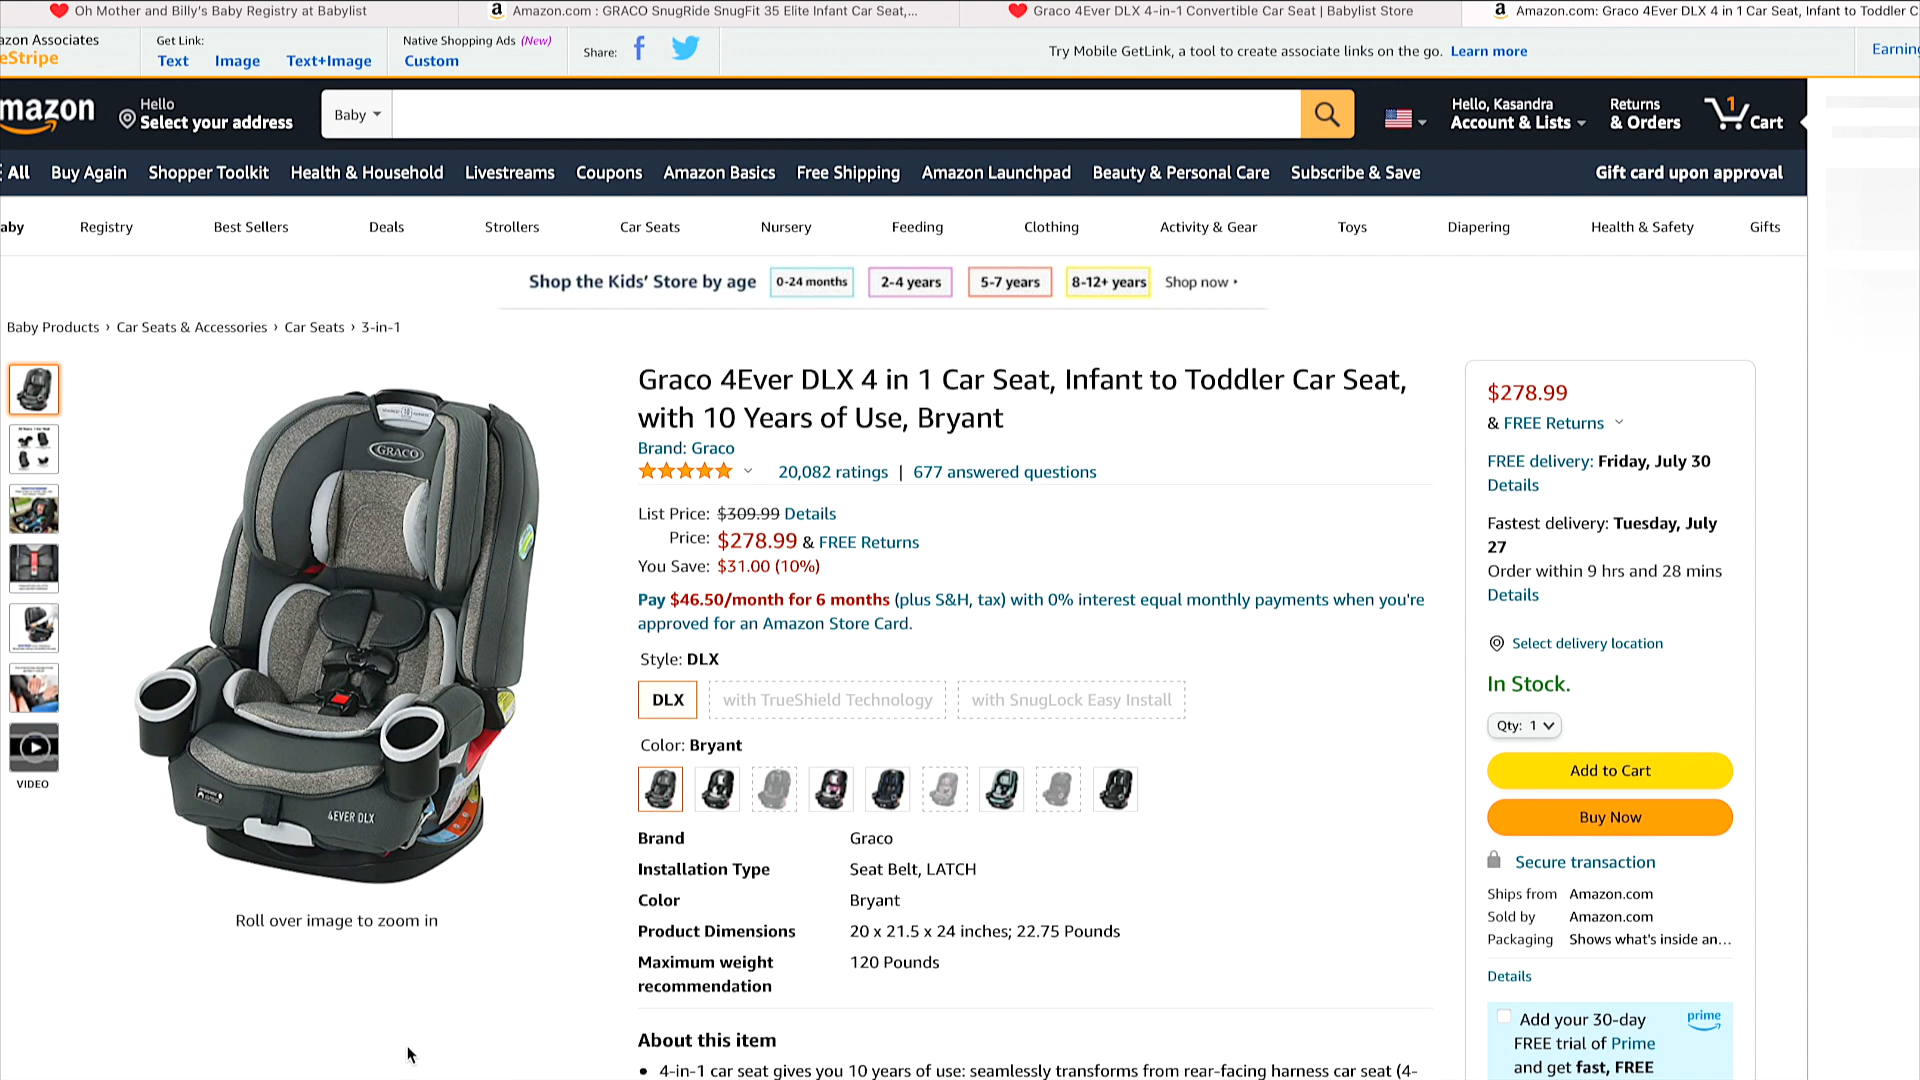 Oh Mother and Billy's Baby Registry at Babylist
Amazon.com : GRACO SnugRide SnugFit 35 Elite Infant Car Seat,...
Graco 4Ever DLX 4-in-1 Convertible Car Seat | Babylist Store
Amazon.com: Graco 4Ever DLX 4 in 1 Car Seat, Infant to Toddler C
azon Associates
eStripe
Get Link:
Text Image Text+Image
Native Shopping Ads (New)
Custom
Share:
Try Mobile GetLink, a tool to create associate links on the go. Learn more
Earnin
mazon
Hello
Select your address
Baby
Hello, Kasandra
Account & Lists
Returns
& Orders
1
Cart
All Buy Again Shopper Toolkit Health & Household Livestreams Coupons Amazon Basics Free Shipping Amazon Launchpad Beauty & Personal Care Subscribe & Save Gift card upon approval
aby Registry Best Sellers Deals Strollers Car Seats Nursery Feeding Clothing Activity & Gear Toys Diapering Health & Safety Gifts
Shop the Kids' Store by age 0-24 months 2-4 years 5-7 years 8-12+ years Shop now ‣
Baby Products › Car Seats & Accessories › Car Seats › 3-in-1
VIDEO
GRACO
4EVER DLX
Roll over image to zoom in
Graco 4Ever DLX 4 in 1 Car Seat, Infant to Toddler Car Seat,
with 10 Years of Use, Bryant
Brand: Graco
20,082 ratings | 677 answered questions
List Price: $309.99 Details
Price: $278.99 & FREE Returns
You Save: $31.00 (10%)
Pay $46.50/month for 6 months (plus S&H, tax) with 0% interest equal monthly payments when you're
approved for an Amazon Store Card.
Style: DLX
DLX with TrueShield Technology with SnugLock Easy Install
Color: Bryant
Brand Graco
Installation Type Seat Belt, LATCH
Color Bryant
Product Dimensions 20 x 21.5 x 24 inches; 22.75 Pounds
Maximum weight 120 Pounds
recommendation
About this item
• 4-in-1 car seat gives you 10 years of use: seamlessly transforms from rear-facing harness car seat (4-
$278.99
& FREE Returns
FREE delivery: Friday, July 30
Details
Fastest delivery: Tuesday, July
27
Order within 9 hrs and 28 mins
Details
Select delivery location
In Stock.
Qty: 1
Add to Cart
Buy Now
Secure transaction
Ships from Amazon.com
Sold by Amazon.com
Packaging Shows what's inside an...
Details
Add your 30-day
FREE trial of Prime
and get fast, FREE
prime